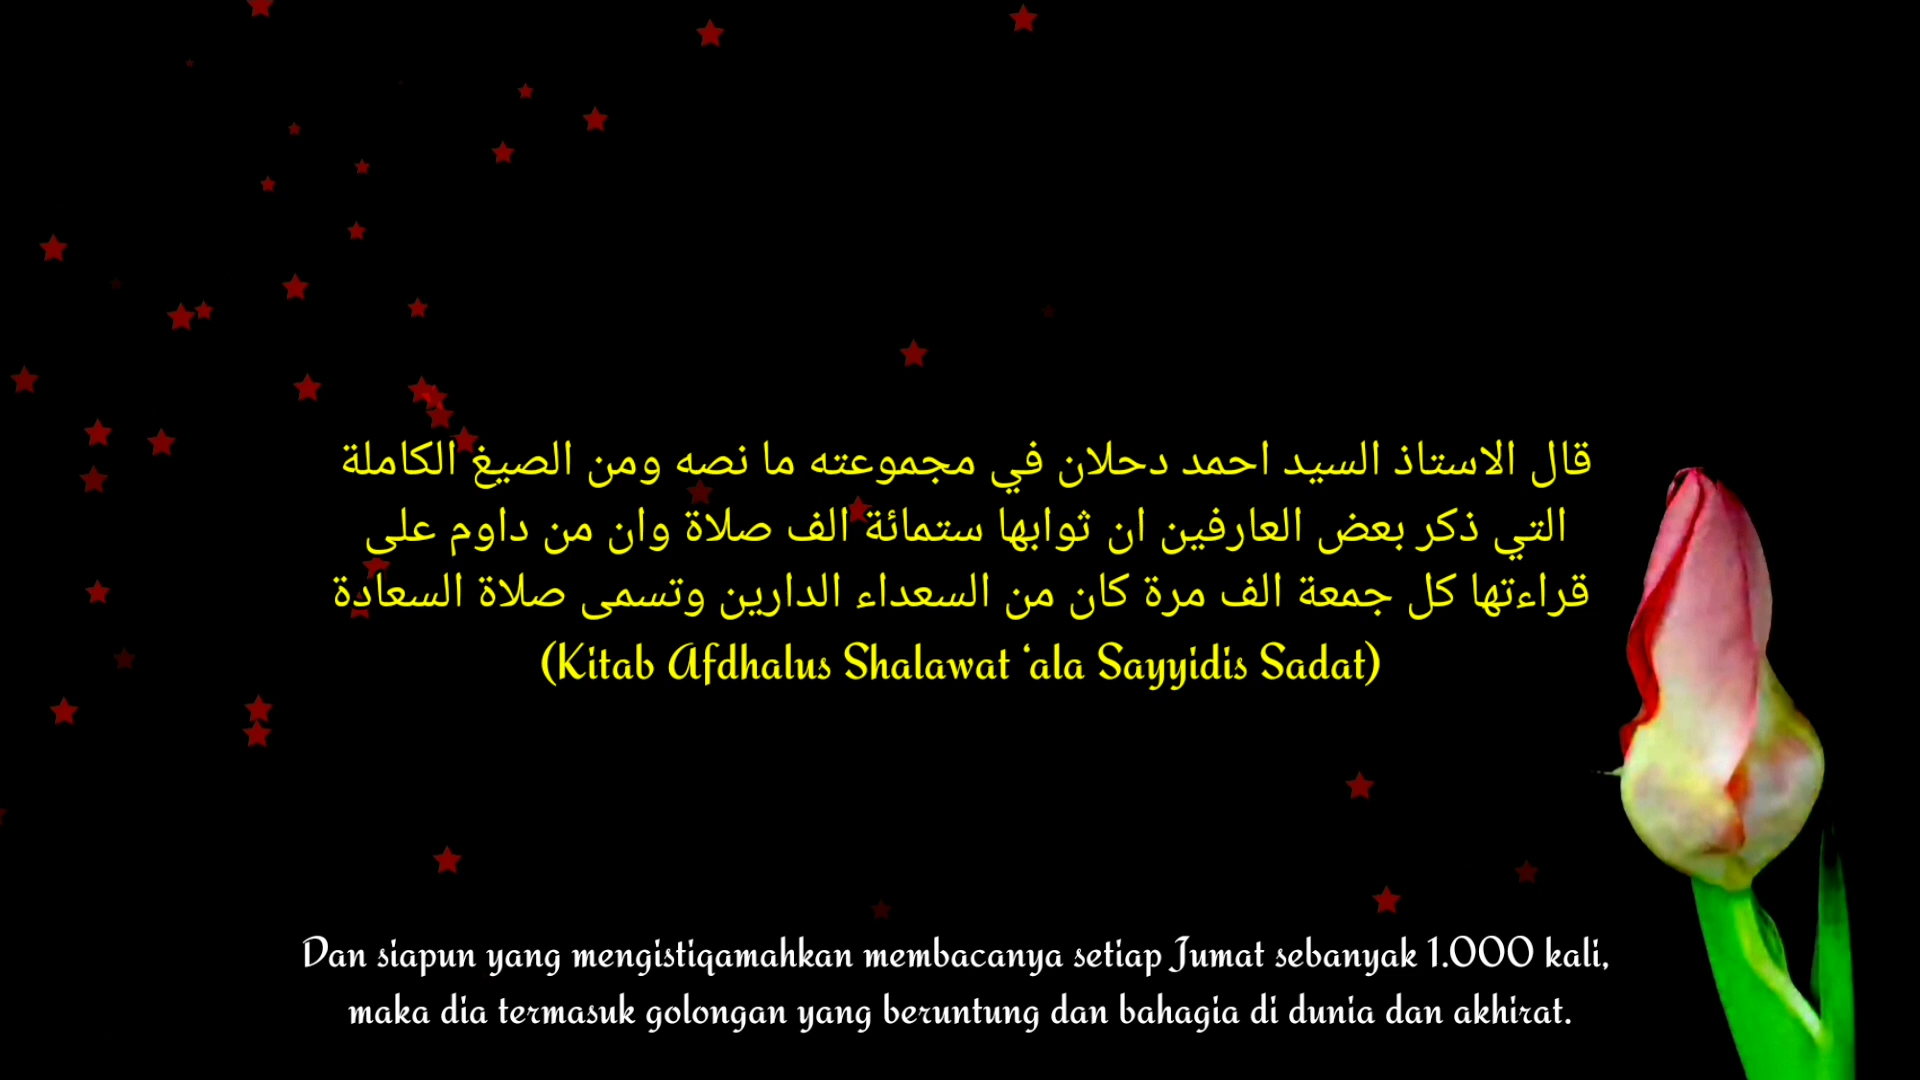 قال الاستاذ السيد احمد دحلان في مجموعته ما نصه ومن الصيغ الكاملة
التي ذكر بعض العارفين ان ثوابها ستمائة الف صلاة وان من داوم على
قراءتها كل جمعة الف مرة كان من السعداء الدارين وتسمى صلاة السعادة
(Kitab Afdhalus Shalawat ‘ala Sayyidis Sadat)
Dan siapun yang mengistiqamahkan membacanya setiap Jumat sebanyak 1.000 kali,
maka dia termasuk golongan yang beruntung dan bahagia di dunia dan akhirat.